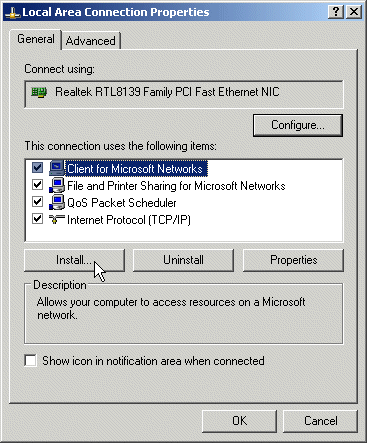 Local Area Connection Properties
General Advanced
Connect using:
Realtek RTL8139 Family PCI Fast Ethernet NIC
Configure...
This connection uses the following items:
Client for Microsoft Networks
File and Printer Sharing for Microsoft Networks
QoS Packet Scheduler
Internet Protocol (TCP/IP)
Install... Uninstall Properties
Description
Allows your computer to access resources on a Microsoft
network.
Show icon in notification area when connected
OK Cancel